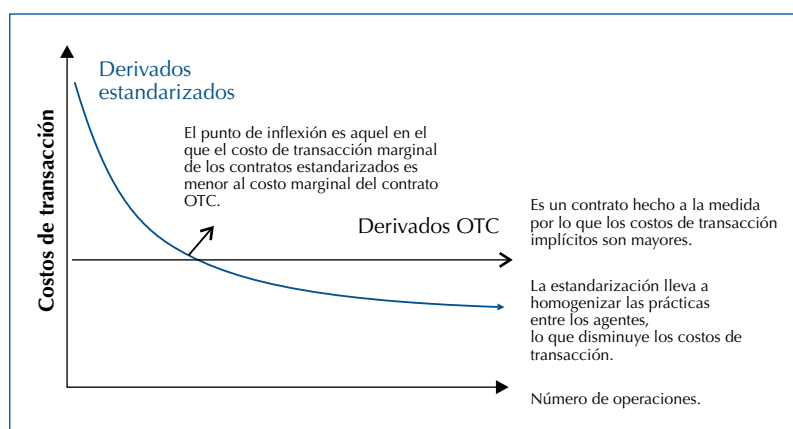 Derivados
estandarizados
El punto de inflexión es aquel en el
que el costo de transacción marginal
de los contratos estandarizados es
menor al costo marginal del contrato
OTC.
Costos de transacción
Derivados OTC
Es un contrato hecho a la medida
por lo que los costos de transacción
implícitos son mayores.
La estandarización lleva a
homogenizar las prácticas
entre los agentes,
lo que disminuye los costos de
transacción.
Número de operaciones.